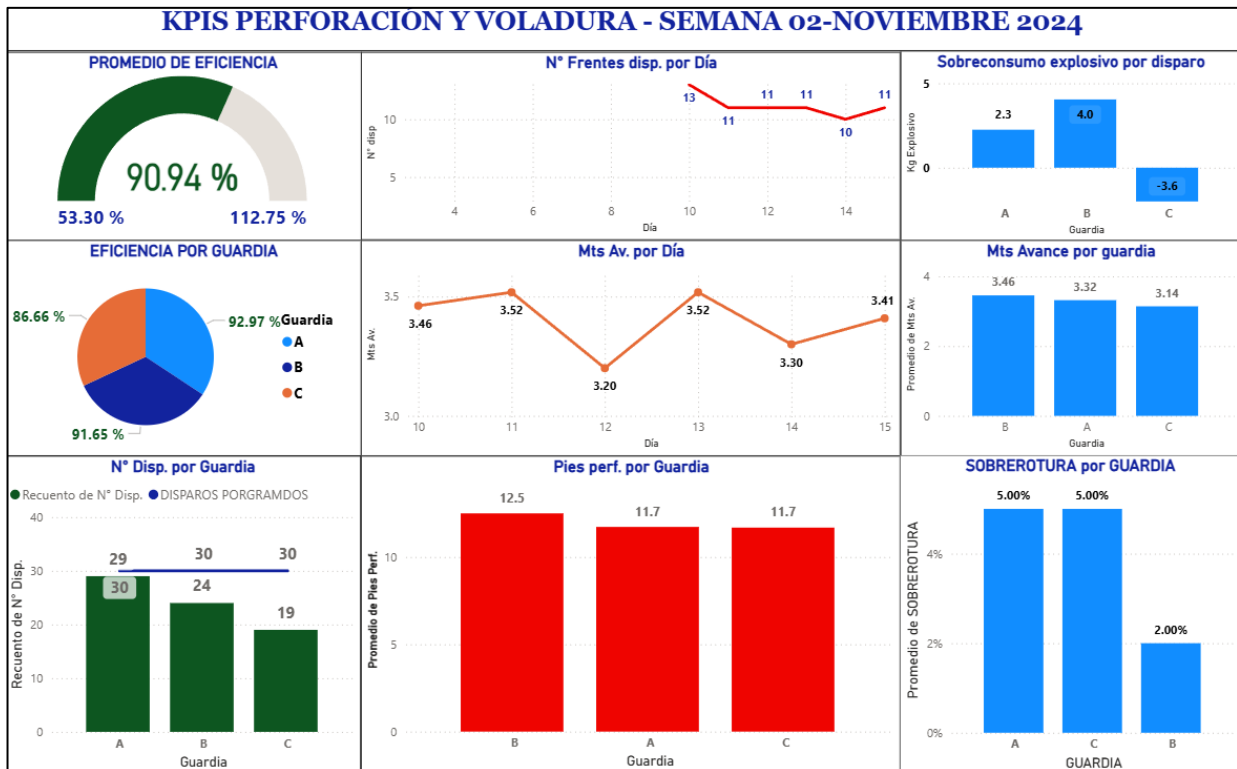 KPIS PERFORACIÓN Y VOLADURA - SEMANA 02-NOVIEMBRE 2024
PROMEDIO DE EFICIENCIA
90.94 %
53.30 %
112.75 %
N° Frentes disp. por Día
N° disp
10
5
13
11
11
11
10
11
4
6
8
10
12
14
Día
Sobreconsumo explosivo por disparo
Kg Explosivo
5
0
2.3
4.0
-3.6
A
B
C
Guardia
EFICIENCIA POR GUARDIA
86.66 %
92.97 %
91.65 %
Guardia
A
B
C
Mts Av. por Día
Mts Av.
3.5
3.0
3.46
3.52
3.20
3.52
3.30
3.41
10
11
12
13
14
15
Día
Mts Avance por guardia
Promedio de Mts Av.
4
2
0
3.46
3.32
3.14
B
A
C
Guardia
N° Disp. por Guardia
Recuento de N° Disp.
DISPAROS PORGRAMDOS
Recuento de N° Disp.
40
30
20
10
0
29
30
30
30
24
19
A
B
C
Guardia
Pies perf. por Guardia
Promedio de Pies Perf.
10
5
0
12.5
11.7
11.7
B
A
C
Guardia
SOBREROTURA por GUARDIA
Promedio de SOBREROTURA
4%
2%
0%
5.00%
5.00%
2.00%
A
C
B
GUARDIA